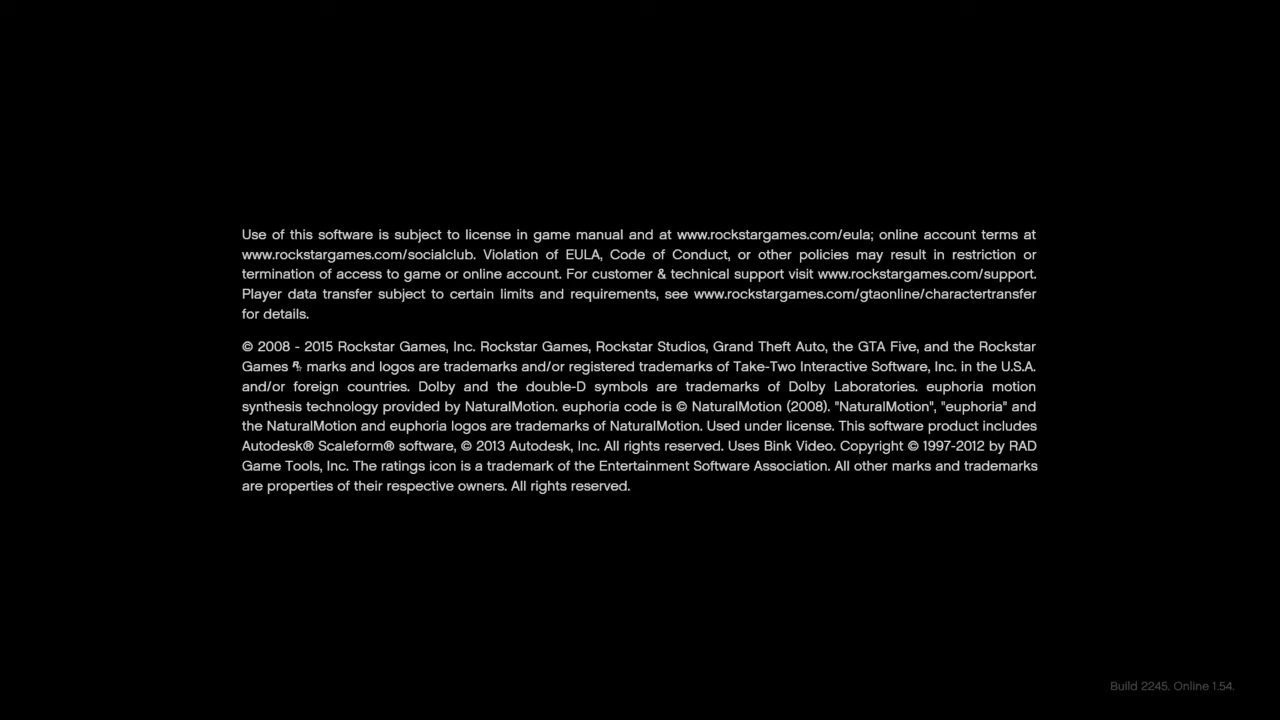 Use of this software is subject to license in game manual and at www.rockstargames.com/eula; online account terms at
www.rockstargames.com/socialclub. Violation of EULA, Code of Conduct, or other policies may result in restriction or
termination of access to game or online account. For customer & technical support visit www.rockstargames.com/support.
Player data transfer subject to certain limits and requirements, see www.rockstargames.com/gtaonline/charactertransfer
for details.
© 2008 - 2015 Rockstar Games, Inc. Rockstar Games, Rockstar Studios, Grand Theft Auto, the GTA Five, and the Rockstar
Games R* marks and logos are trademarks and/or registered trademarks of Take-Two Interactive Software, Inc. in the U.S.A.
and/or foreign countries. Dolby and the double-D symbols are trademarks of Dolby Laboratories. euphoria motion
synthesis technology provided by NaturalMotion. euphoria code is © NaturalMotion (2008). "NaturalMotion", "euphoria" and
the NaturalMotion and euphoria logos are trademarks of NaturalMotion. Used under license. This software product includes
Autodesk® Scaleform® software, © 2013 Autodesk, Inc. All rights reserved. Uses Bink Video. Copyright © 1997-2012 by RAD
Game Tools, Inc. The ratings icon is a trademark of the Entertainment Software Association. All other marks and trademarks
are properties of their respective owners. All rights reserved.
Build 2245. Online 1.54.